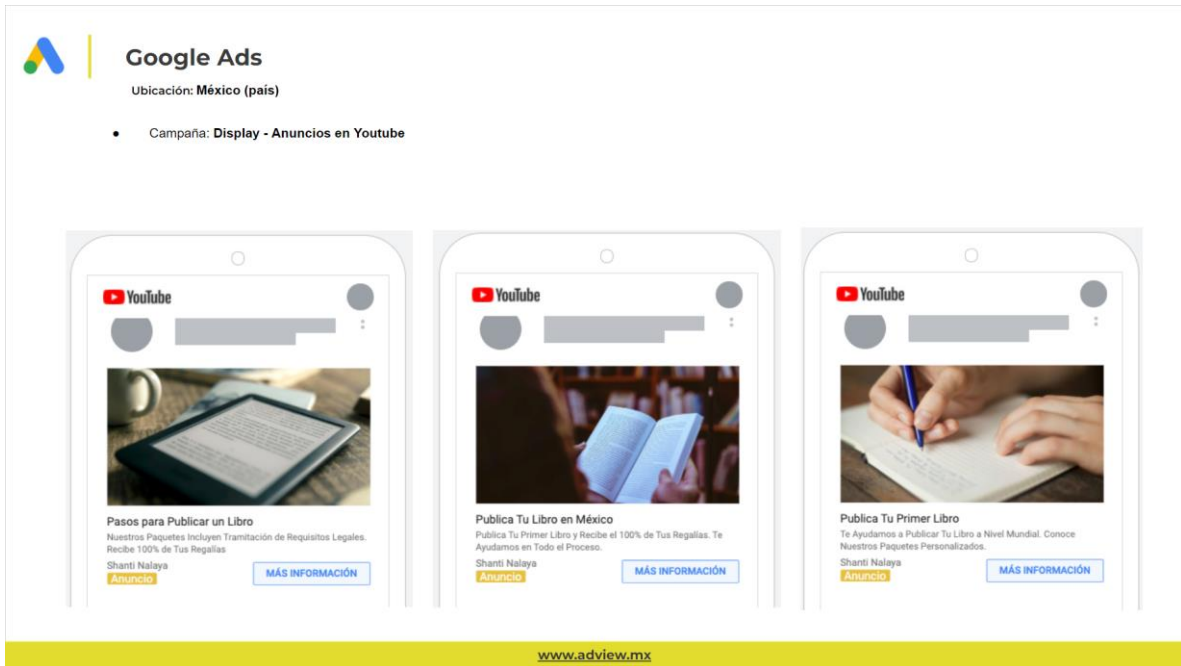 Google Ads
Ubicación: México (país)
● Campaña: Display - Anuncios en Youtube
YouTube
Pasos para Publicar un Libro
Nuestros Paquetes Incluyen Tramitación de Requisitos Legales.
Recibe 100% de Tus Regalías
Shanti Nalaya
Anuncio
MÁS INFORMACIÓN
YouTube
Publica Tu Libro en México
Publica Tu Primer Libro y Recibe el 100% de Tus Regalías. Te
Ayudamos en Todo el Proceso.
Shanti Nalaya
Anuncio
MÁS INFORMACIÓN
YouTube
Publica Tu Primer Libro
Te Ayudamos a Publicar Tu Libro a Nivel Mundial. Conoce
Nuestros Paquetes Personalizados.
Shanti Nalaya
Anuncio
MÁS INFORMACIÓN
www.adview.mx